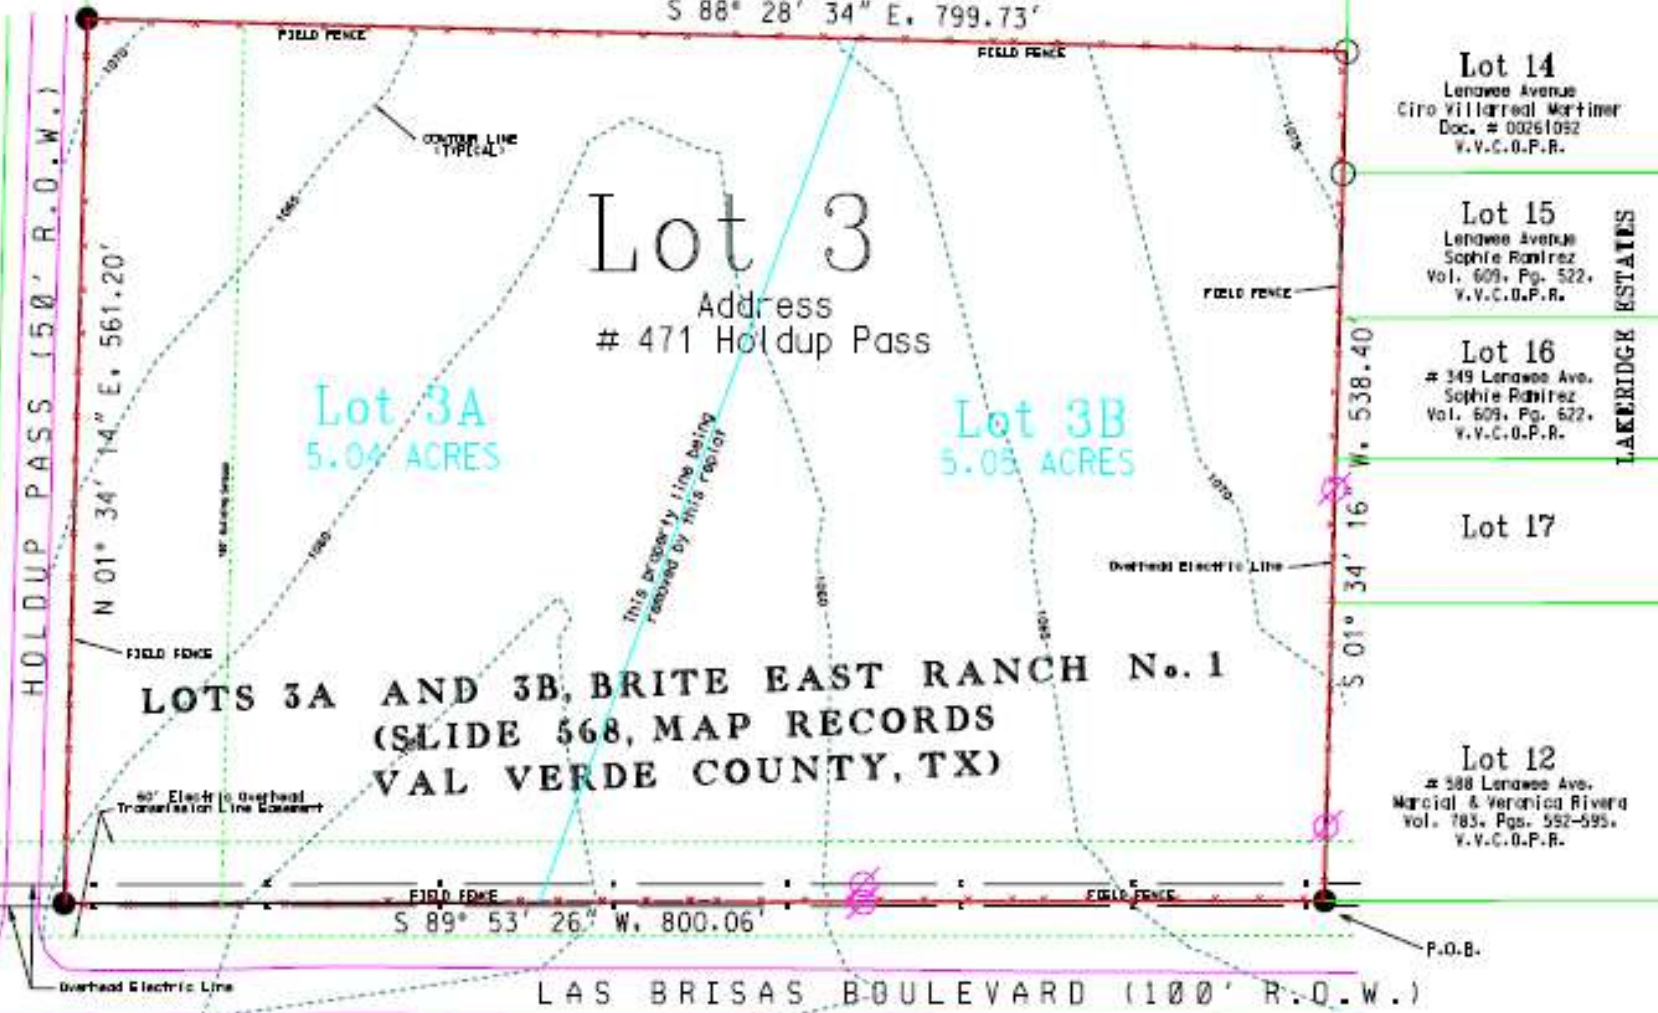 S 88° 28' 34" E. 799.73'
FIELD FENCE
FIELD FENCE
1070
CONTOUR LINE
(TYPICAL)
1075
1065
HOLDUP PASS (50' R.O.W.)
N 01° 34' 14" E. 561.20'
Lot 3
Address
# 471 Holdup Pass
FIELD FENCE
Lot 3A
5.04 ACRES
Lot 3B
5.05 ACRES
This property line being
removed by this replat
1060
1070
1060
Overhead Electric Line
S 01° 34' 16" W. 538.40'
FIELD FENCE
LOTS 3A AND 3B, BRITE EAST RANCH No. 1
(SLIDE 568, MAP RECORDS
VAL VERDE COUNTY, TX)
60' Electric Overhead
Transmission Line Easement
FIELD FENCE
FIELD FENCE
S 89° 53' 26" W. 800.06'
P.O.B.
Overhead Electric Line
LAS BRISAS BOULEVARD (100' R.O.W.)
Lot 14
Lenawee Avenue
Ciro Villarreal
Doc. # 00261092
V.V.C.O.P.R.
Lot 15
Lenawee Avenue
Sophie Ramirez
Vol. 609, Pg. 522,
V.V.C.O.P.R.
Lot 16
# 349 Lenawee Ave.
Sophie Ramirez
Vol. 609, Pg. 622,
V.V.C.O.P.R.
LAKERIDGE ESTATES
Lot 17
Lot 12
# 588 Lenawee Ave.
Marcial & Veronica Rivera
Vol. 783, Pgs. 592-595,
V.V.C.O.P.R.